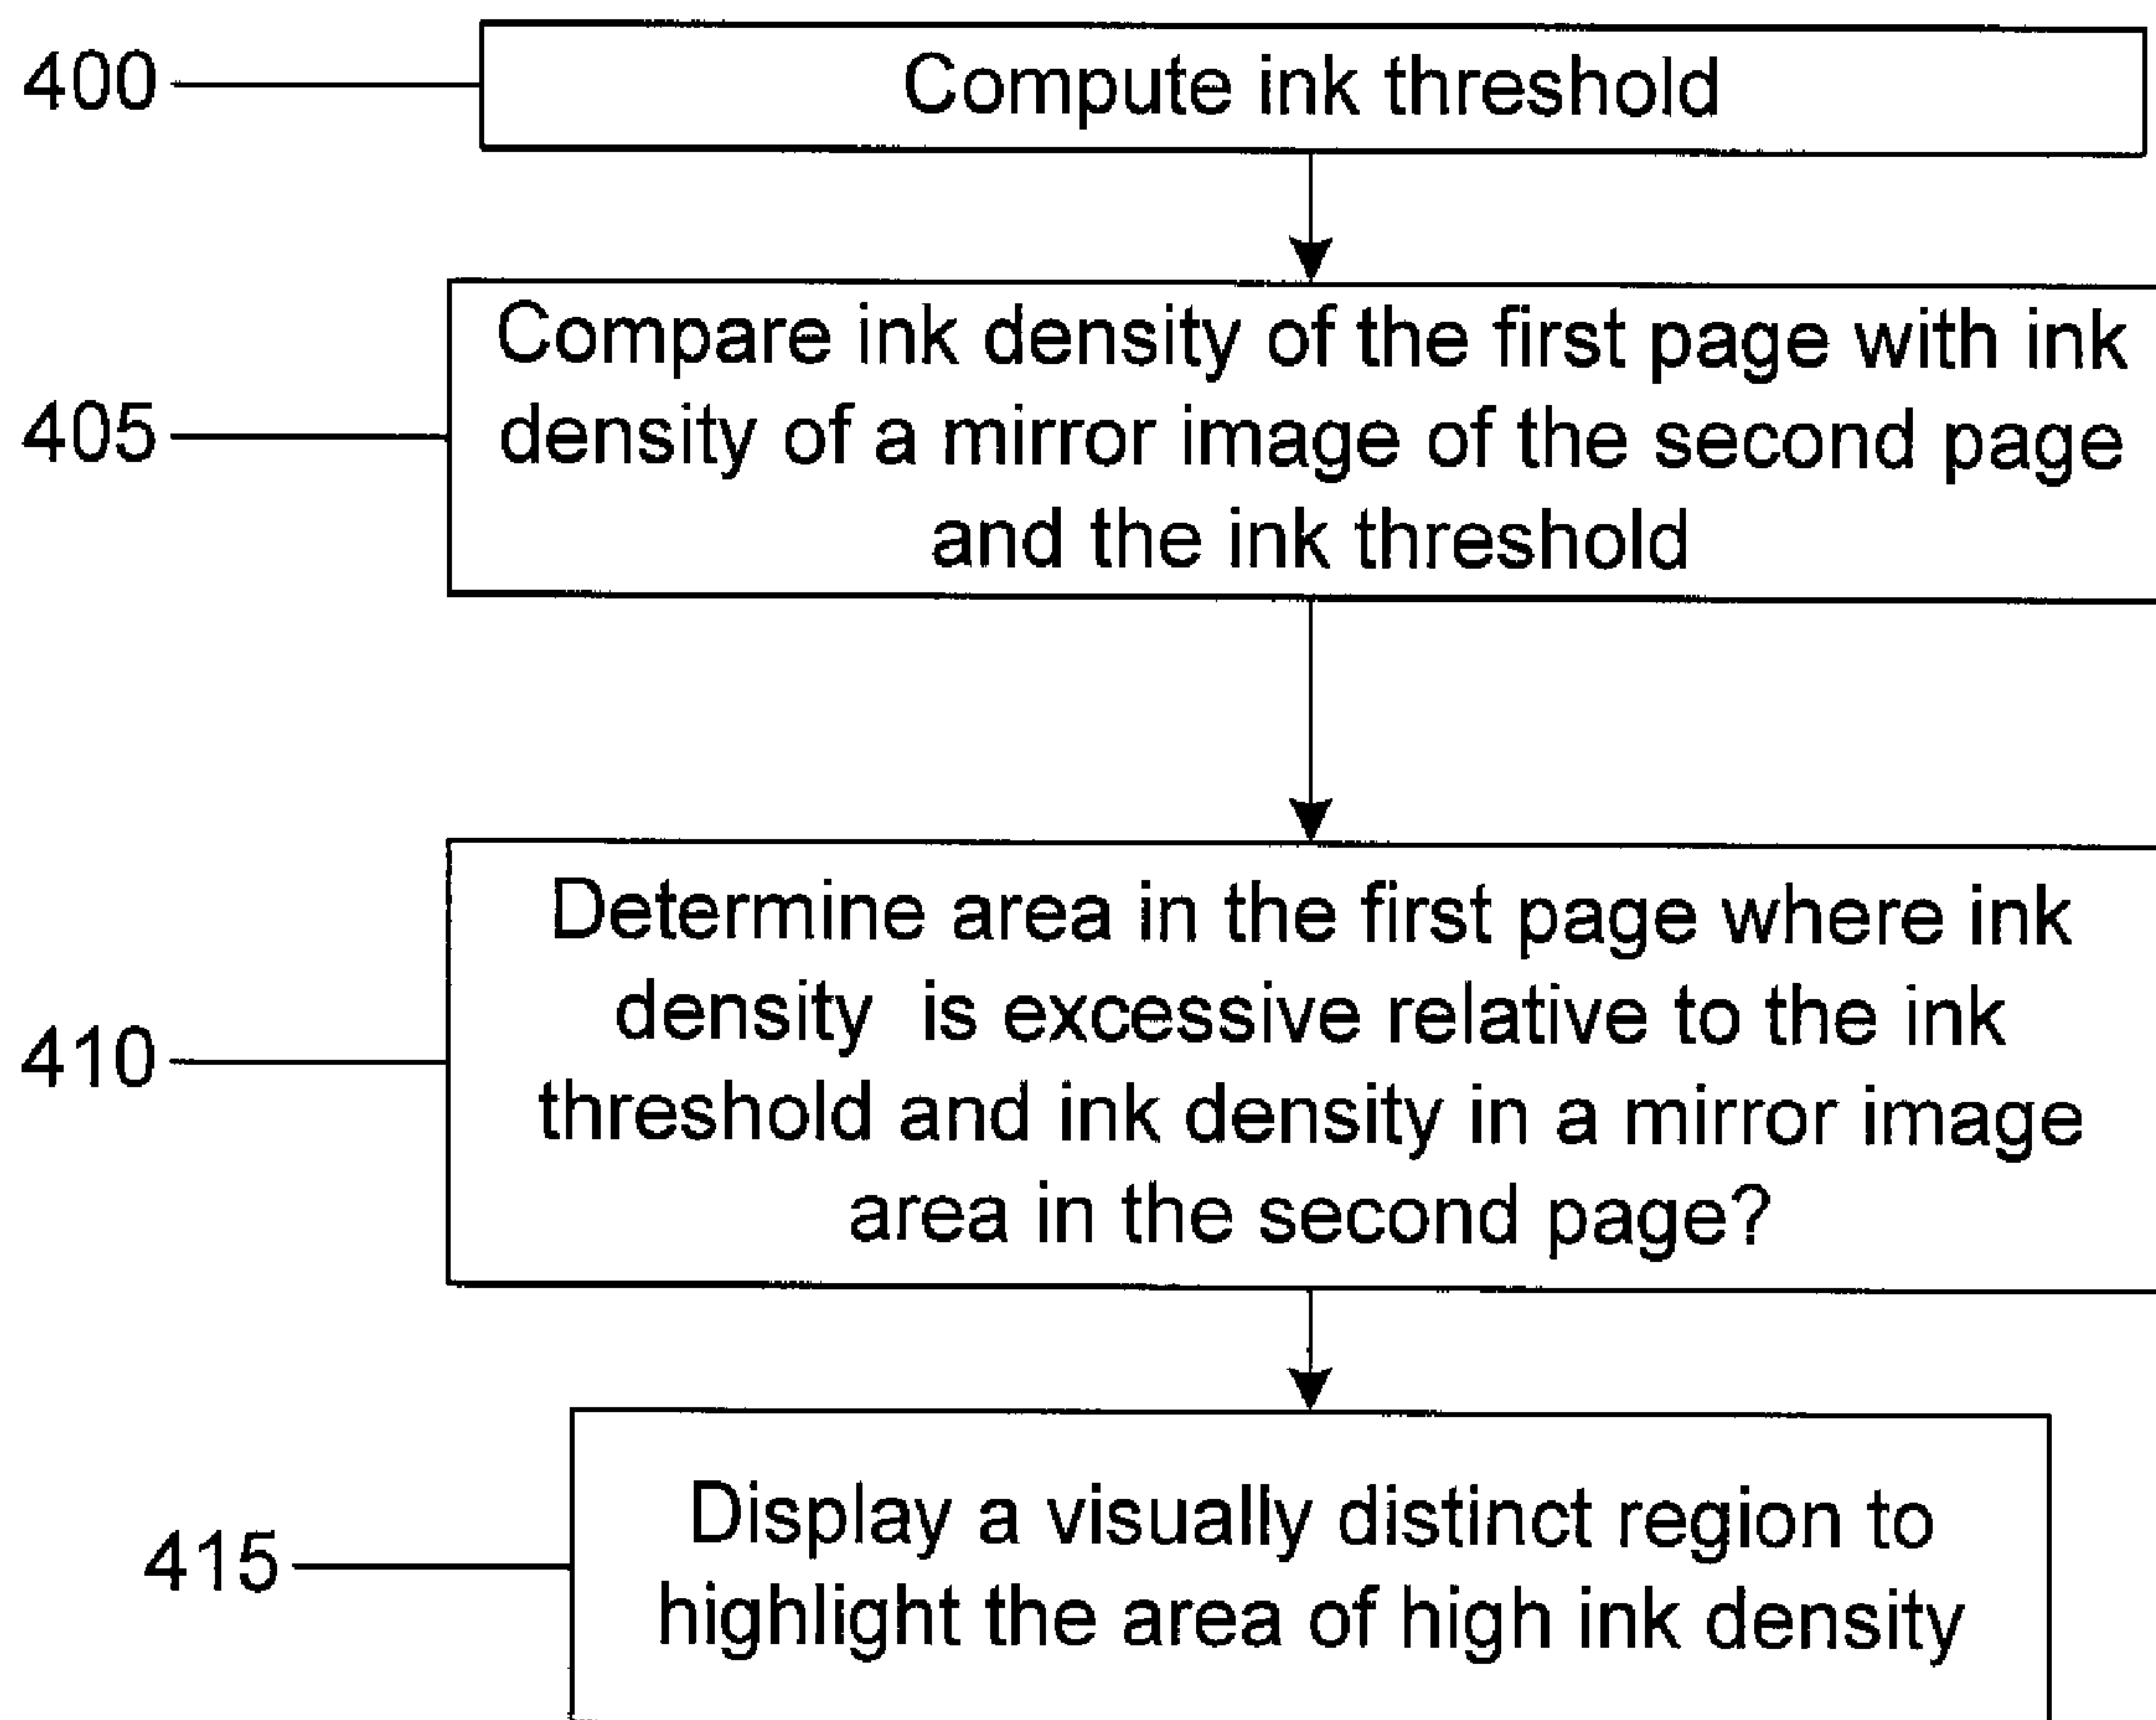 400
Compute ink threshold
405
Compare ink density of the first page with ink
density of a mirror image of the second page
and the ink threshold
410
Determine area in the first page where ink
density is excessive relative to the ink
threshold and ink density in a mirror image
area in the second page?
415
Display a visually distinct region to
highlight the area of high ink density